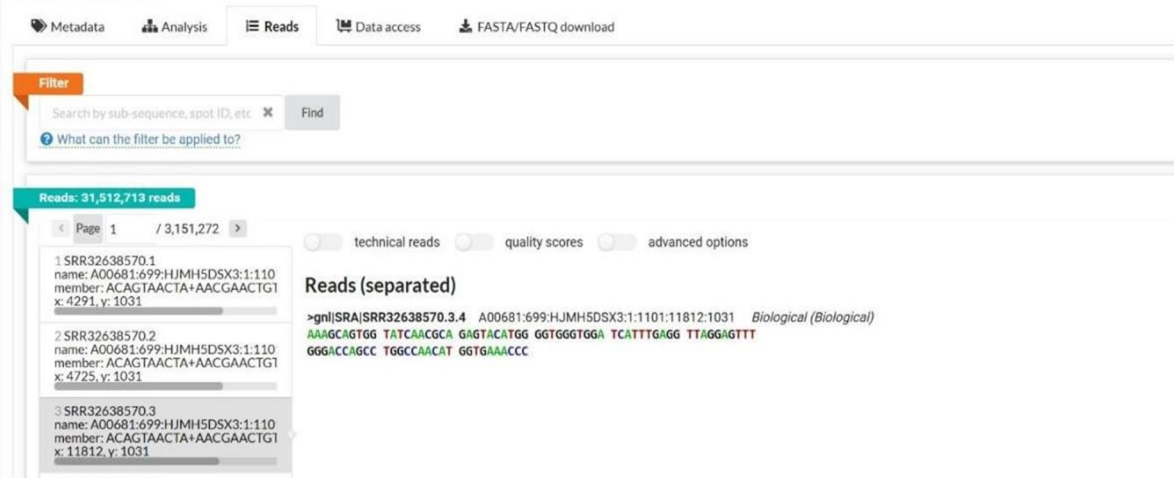 Metadata Analysis Reads Data access FASTA/FASTQ download
Filter
Search by sub-sequence, spot ID, etc Find
What can the filter be applied to?
Reads: 31,512,713 reads
Page 1 / 3,151,272
technical reads quality scores advanced options
1 SRR32638570.1
name: A00681:699:HJMH5DSX3:1:110
member: ACAGTAACTA+AACGAACTGT
x: 4291, y: 1031
2 SRR32638570.2
name: A00681:699:HJMH5DSX3:1:110
member: ACAGTAACTA+AACGAACTGT
x: 4725, y: 1031
3 SRR32638570.3
name: A00681:699:HJMH5DSX3:1:110
member: ACAGTAACTA+AACGAACTGT
x: 11812, y: 1031
Reads (separated)
>gnl|SRA|SRR32638570.3.4 A00681:699:HJMH5DSX3:1:1101:11812:1031 Biological (Biological)
AAAGCAGTGG TATCAACGCA GAGTACATGG GGTGGGTGGA TCATTTGAGG TTAGGAGTTT
GGGACCAGCC TGGCCAACAT GGTGAAACCC